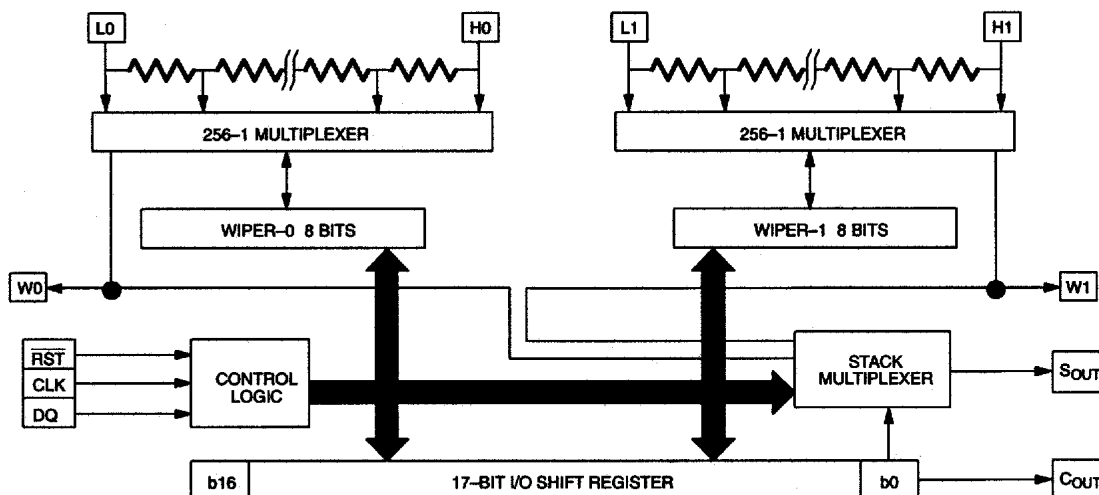 L0
H0
L1
H1
256–1 MULTIPLEXER
256–1 MULTIPLEXER
WIPER–0 8 BITS
WIPER–1 8 BITS
W0
W1
RST
CLK
DQ
CONTROL
LOGIC
STACK
MULTIPLEXER
SOUT
b16
17–BIT I/O SHIFT REGISTER
b0
COUT